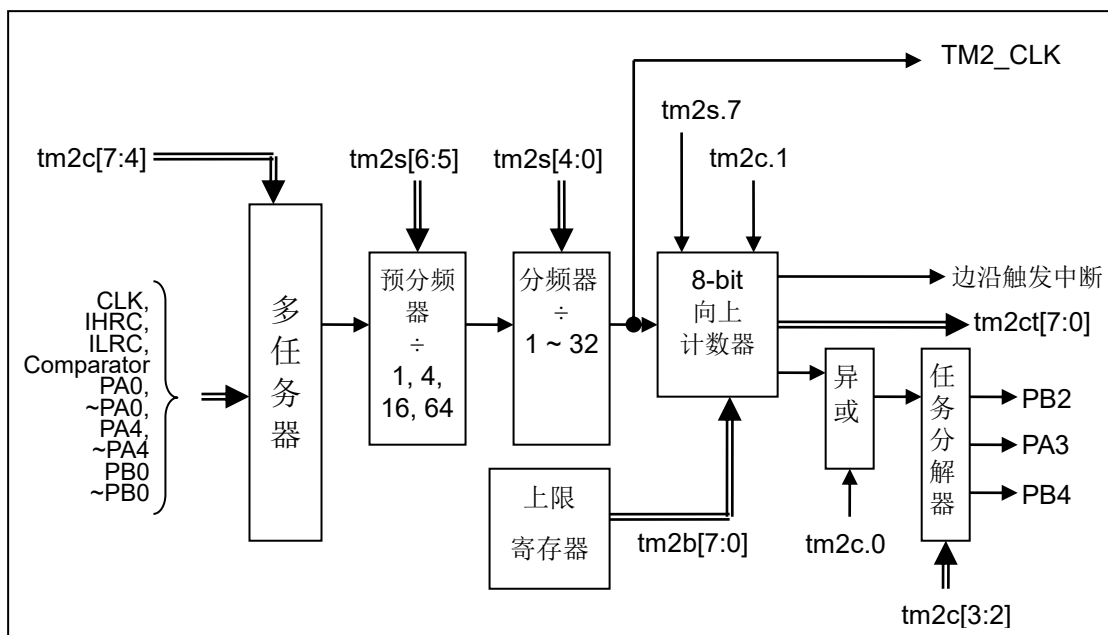 TM2_CLK
tm2s.7
tm2c[7:4]
tm2s[6:5]
tm2s[4:0]
tm2c.1
CLK,
IHRC,
ILRC,
Comparator
PA0,
~PA0,
PA4,
~PA4
PB0
~PB0
多
任
务
器
预分频
器
÷
1, 4,
16, 64
分频器
÷
1 ~ 32
8-bit
向上
计数器
边沿触发中断
tm2ct[7:0]
异
或
任
务
分
解
器
PB2
PA3
PB4
上限
寄存器
tm2b[7:0]
tm2c.0
tm2c[3:2]